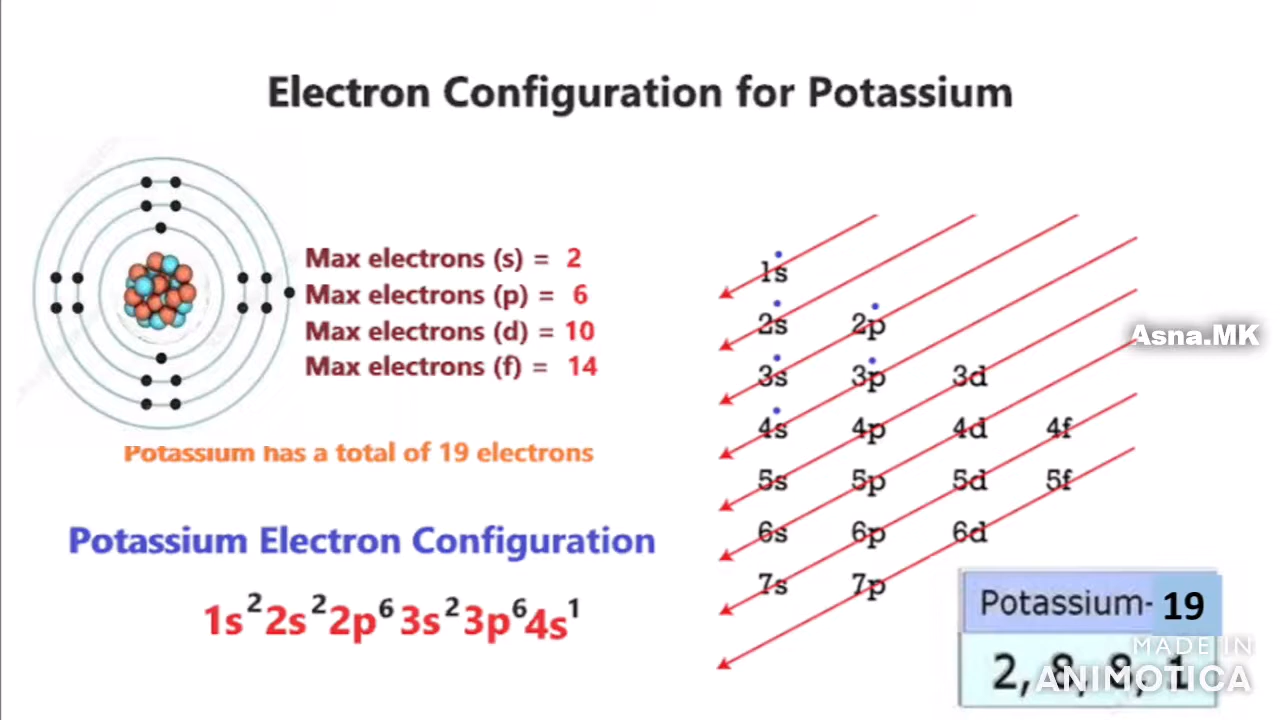 Electron Configuration for Potassium
Max electrons (s) = 2
Max electrons (p) = 6
Max electrons (d) = 10
Max electrons (f) = 14
Potassium has a total of 19 electrons
Potassium Electron Configuration
1s²2s²2p⁶3s²3p⁶4s¹
1s
2s 2p
3s 3p 3d
4s 4p 4d 4f
5s 5p 5d 5f
6s 6p 6d
7s 7p
Asna.MK
Potassium- 19
2, 8, 8, 1
MADE IN
ANIMOTICA